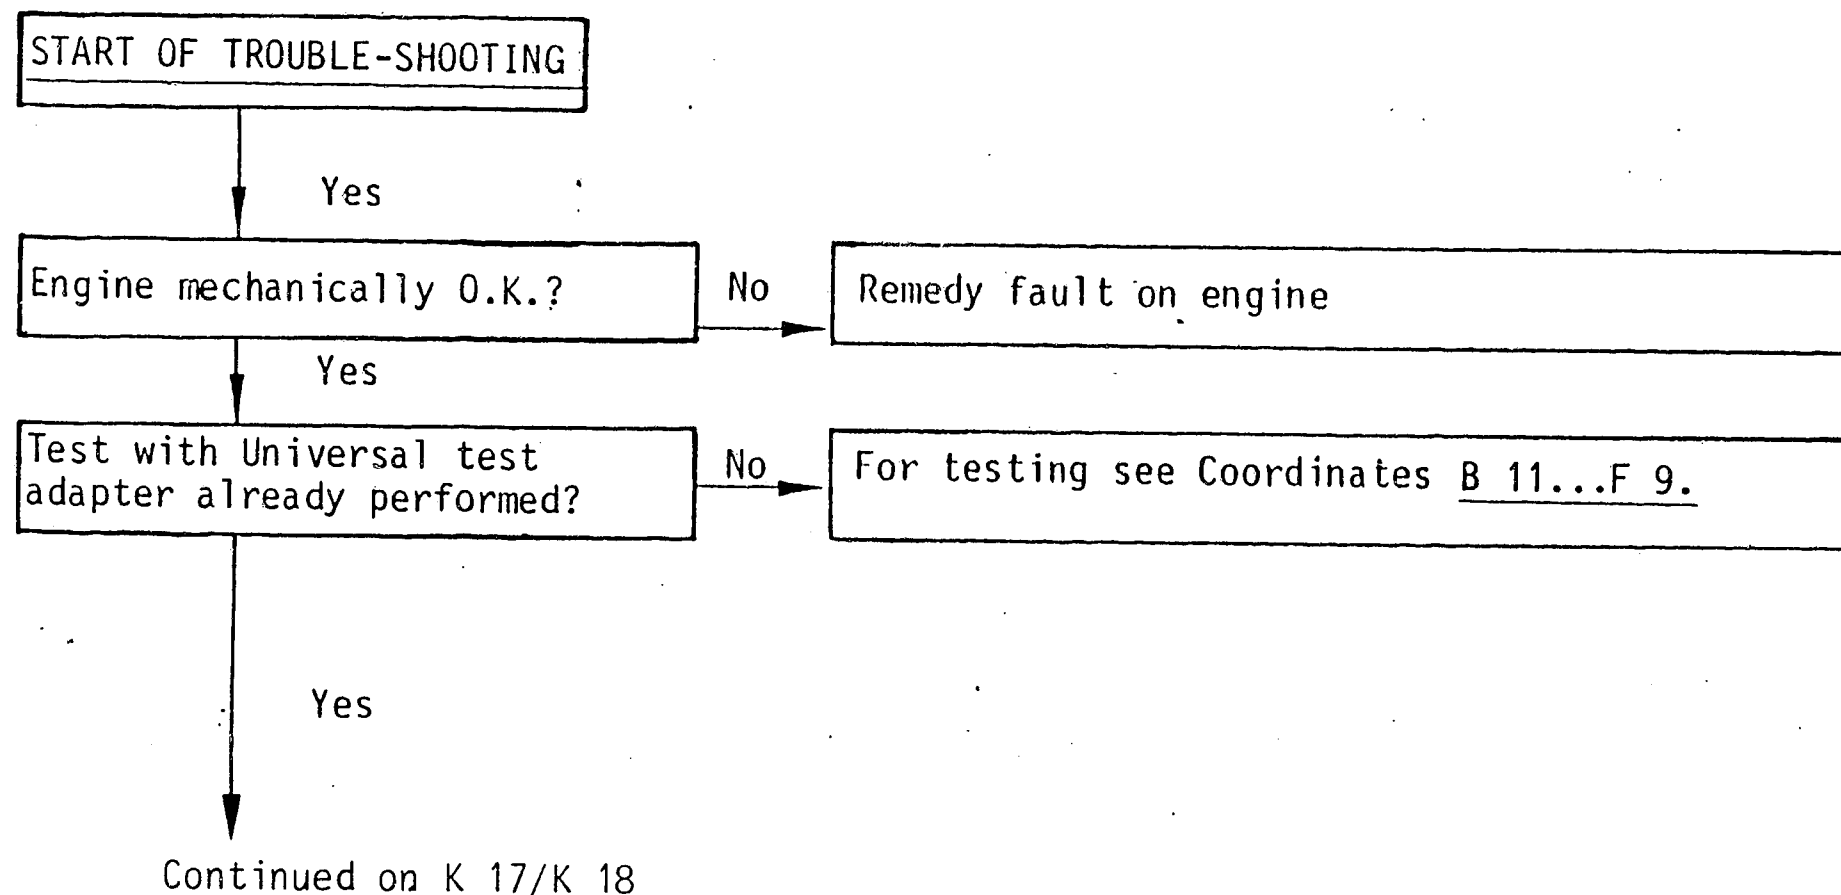 START OF TROUBLE-SHOOTING
Yes
Engine mechanically O.K.?
No
Remedy fault on engine
Yes
Test with Universal test
adapter already performed?
No
For testing see Coordinates B 11...F 9.
Yes
Continued on K 17/K 18